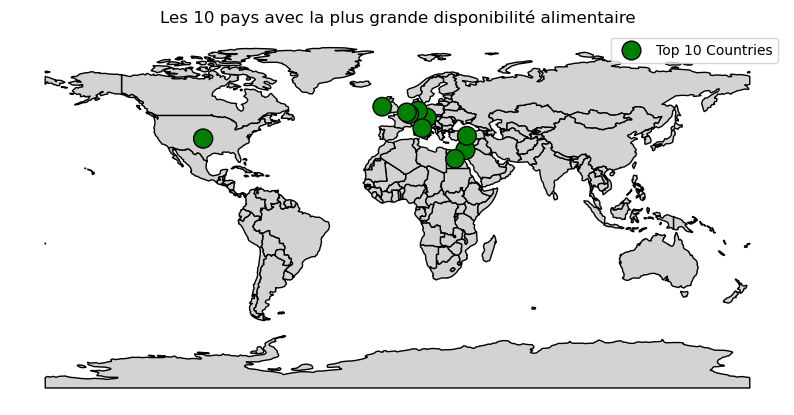 Les 10 pays avec la plus grande disponibilité alimentaire
Top 10 Countries